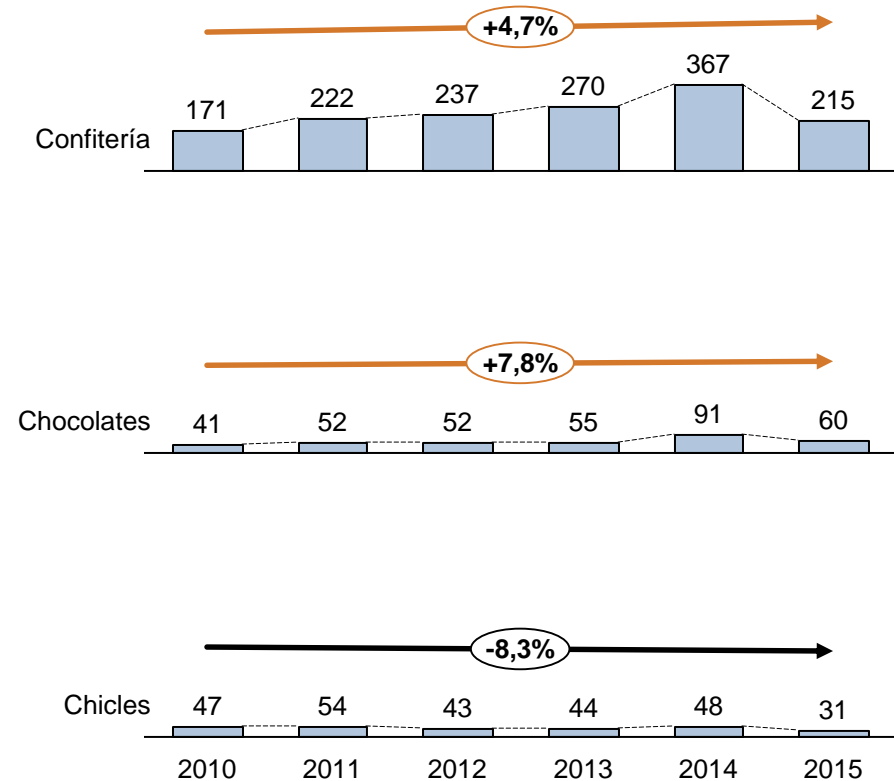 +4,7%
171 222 237 270 367 215
Confitería
+7,8%
Chocolates 41 52 52 55 91 60
-8,3%
Chicles 47 54 43 44 48 31
2010 2011 2012 2013 2014 2015